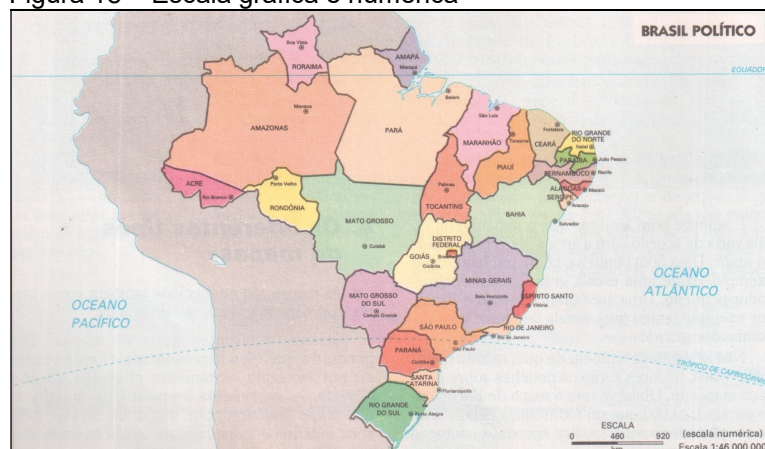 Figura 18 – Escala gráfica e numérica
BRASIL POLÍTICO
EQUADOR
Boa Vista
RORAIMA
AMAPÁ
Macapá
Belém
Manaus
AMAZONAS
PARÁ
São Luís
MARANHÃO
Teresina
Fortaleza
CEARÁ
RIO GRANDE
DO NORTE
Natal
PARAÍBA
João Pessoa
PIAUÍ
PERNAMBUCO
Recife
ALAGOAS
Maceió
SERGIPE
Aracaju
ACRE
Rio Branco
Porto Velho
RONDÔNIA
Palmas
TOCANTINS
BAHIA
Salvador
MATO GROSSO
Cuiabá
DISTRITO
FEDERAL
Brasília
GOIÁS
Goiânia
MINAS GERAIS
Belo Horizonte
ESPÍRITO SANTO
Vitória
MATO GROSSO
DO SUL
Campo Grande
SÃO PAULO
São Paulo
RIO DE JANEIRO
Rio de Janeiro
PARANÁ
Curitiba
SANTA
CATARINA
Florianópolis
RIO GRANDE
DO SUL
Porto Alegre
OCEANO
PACÍFICO
OCEANO
ATLÂNTICO
TRÓPICO DE CAPRICÓRNIO
ESCALA
0 460 920
km
(escala numérica)
Escala 1:46 000 000